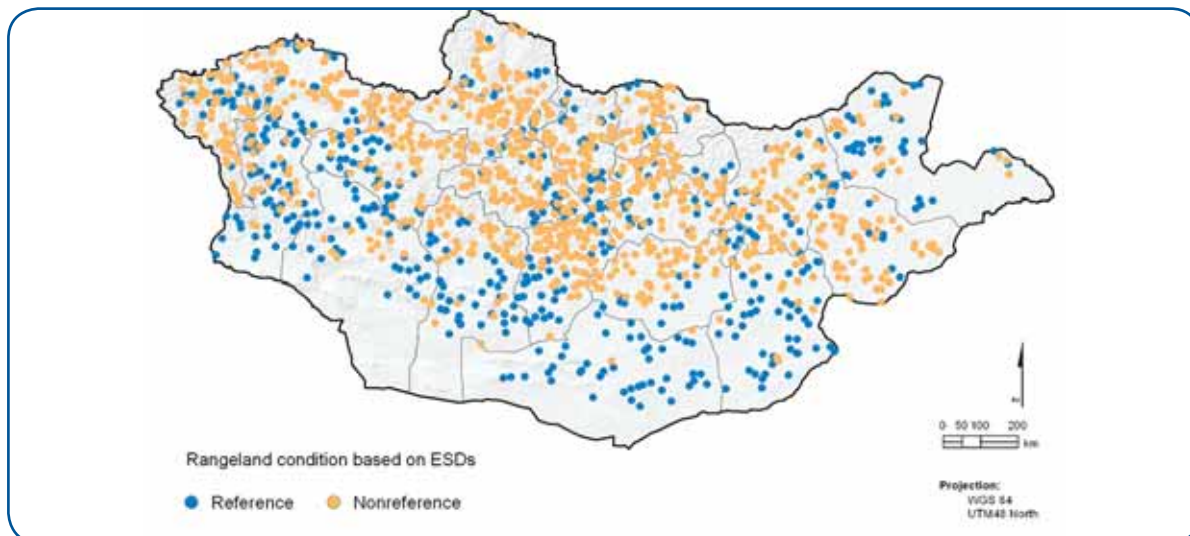 0 50 100 200
km
Rangeland condition based on ESDs
Reference Nonreference
Projection:
WGS 84
UTM48 North